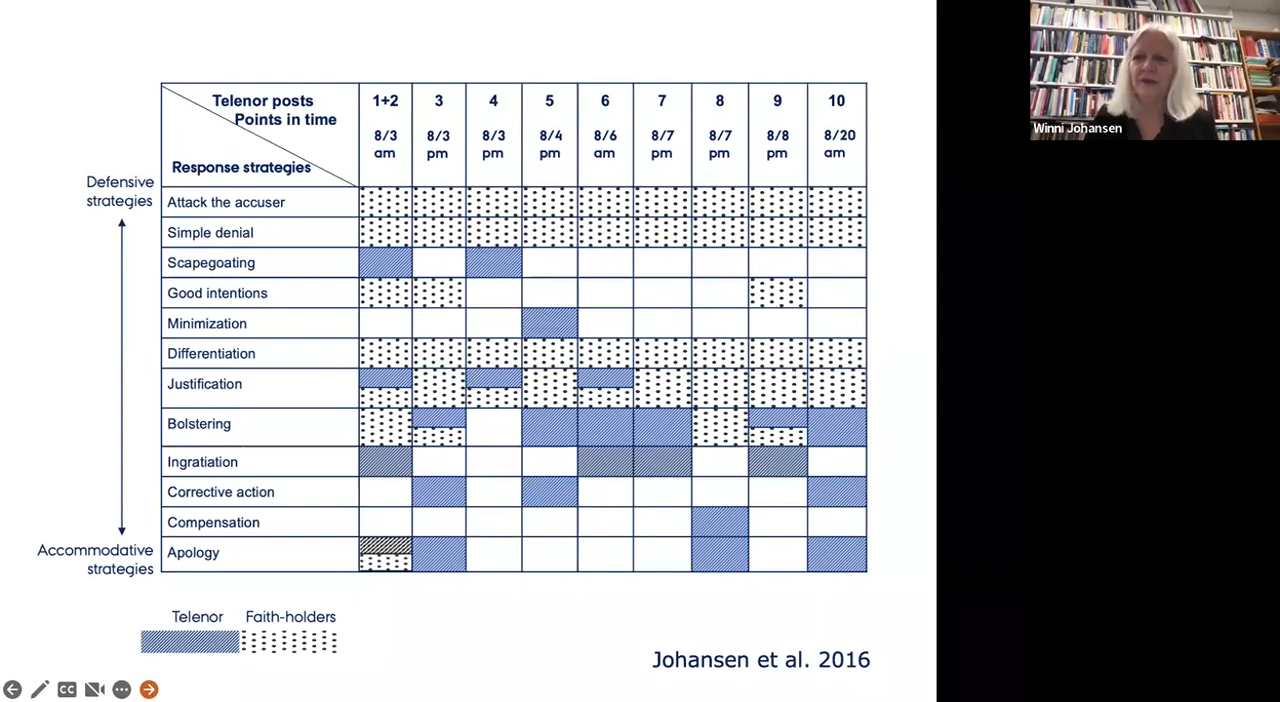 Telenor posts
Points in time
Response strategies
1+2 3 4 5 6 7 8 9 10
8/3 8/3 8/3 8/4 8/6 8/7 8/7 8/8 8/20
am pm pm pm am pm pm pm am
Defensive
strategies
Attack the accuser
Simple denial
Scapegoating
Good intentions
Minimization
Differentiation
Justification
Bolstering
Ingratiation
Corrective action
Compensation
Apology
Accommodative
strategies
Telenor Faith-holders
Johansen et al. 2016
CC
Winni Johansen